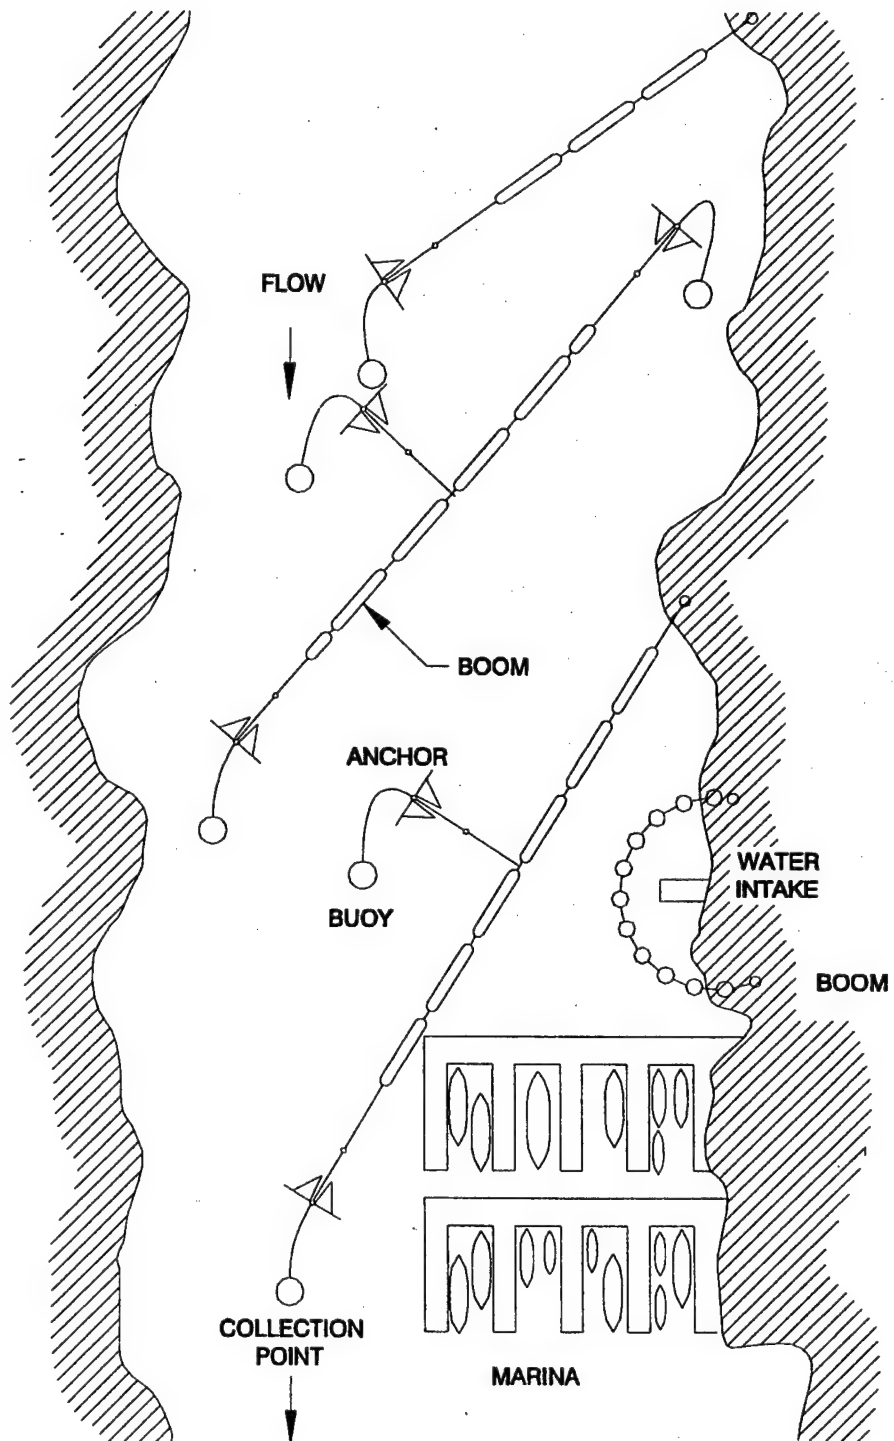 FLOW
BOOM
ANCHOR
BUOY
WATER
INTAKE
BOOM
COLLECTION
POINT
MARINA